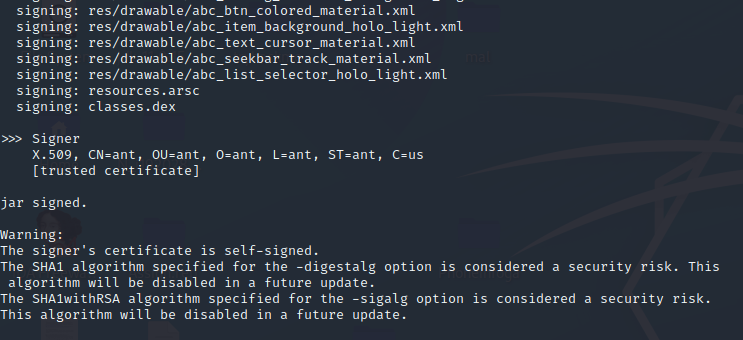 signing: res/drawable/abc_btn_colored_material.xml
signing: res/drawable/abc_item_background_holo_light.xml
signing: res/drawable/abc_text_cursor_material.xml
signing: res/drawable/abc_seekbar_track_material.xml
signing: res/drawable/abc_list_selector_holo_light.xml
signing: resources.arsc
signing: classes.dex
>>> Signer
X.509, CN=ant, OU=ant, O=ant, L=ant, ST=ant, C=us
[trusted certificate]
jar signed.
Warning:
The signer's certificate is self-signed.
The SHA1 algorithm specified for the -digestalg option is considered a security risk. This
algorithm will be disabled in a future update.
The SHA1withRSA algorithm specified for the -sigalg option is considered a security risk.
This algorithm will be disabled in a future update.